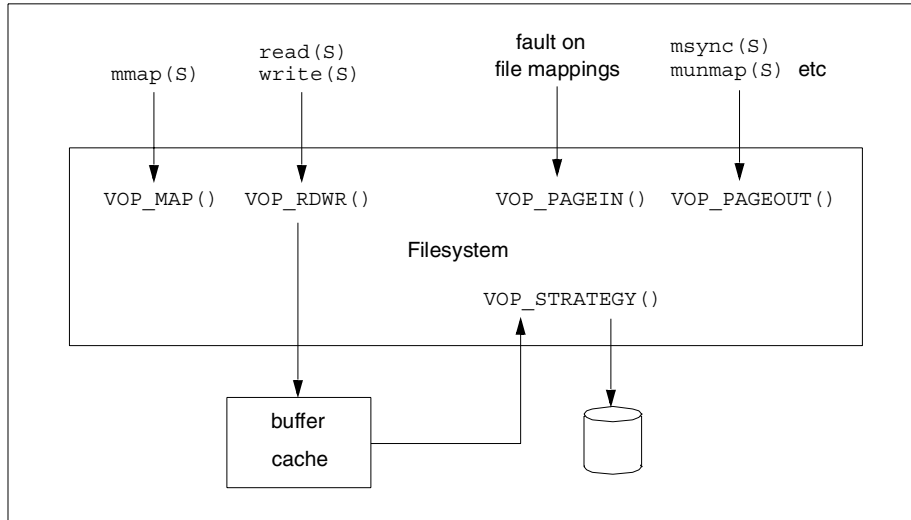 mmap(S)
read(S)
write(S)
fault on
file mappings
msync(S)
munmap(S) etc
VOP_MAP()
VOP_RDWR()
VOP_PAGEIN()
VOP_PAGEOUT()
Filesystem
VOP_STRATEGY()
buffer
cache